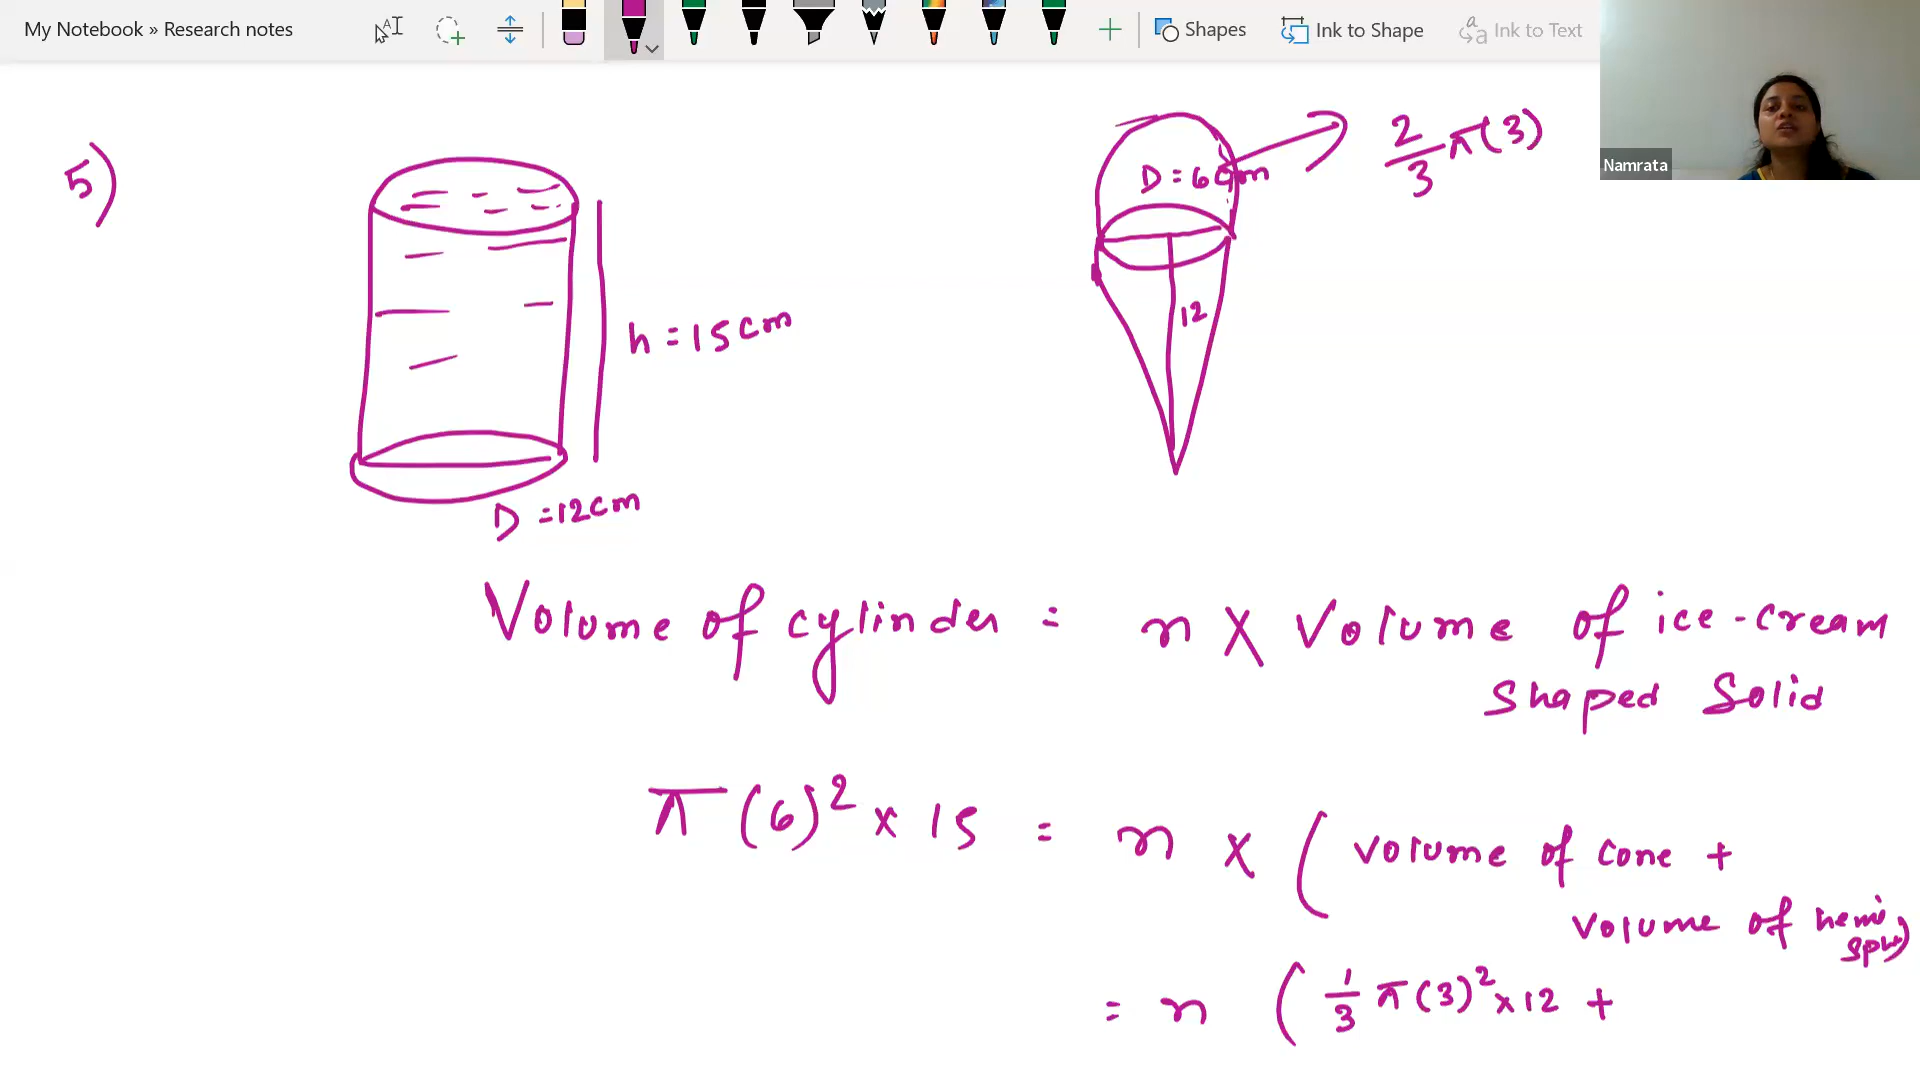 My Notebook » Research notes
Shapes
Ink to Shape
Ink to Text
Namrata
5)
h = 15cm
D = 12cm
D = 6cm
12
2/3 π(3)
Volume of cylinder = n X Volume of ice-cream
shaped solid
π(6)² × 15 = n × (volume of cone +
volume of hemi
= n (1/3 π(3)² × 12 +